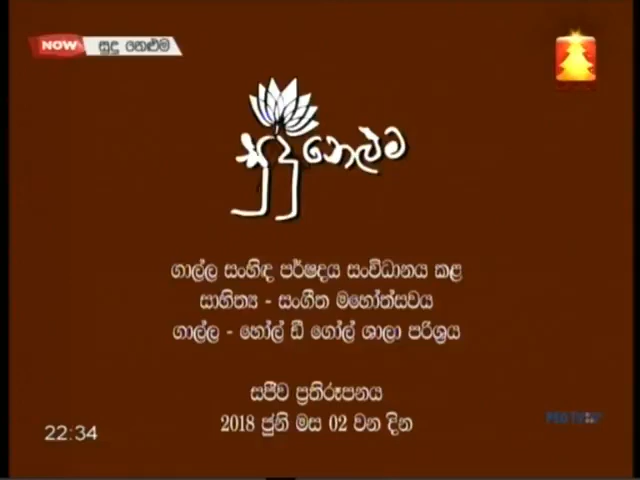 NOW සුදු නෙළුම
සුදු නෙළුම
ගාල්ල සංහිඳ පර්ෂදය සංවිධානය කළ
සාහිත්‍ය - සංගීත මහෝත්සවය
ගාල්ල - හෝල් ඩී ගෝල් ශාලා පරිශ්‍රය
සජීව ප්‍රතිරූපනය
2018 ජුනි මස 02 වන දින
22:34